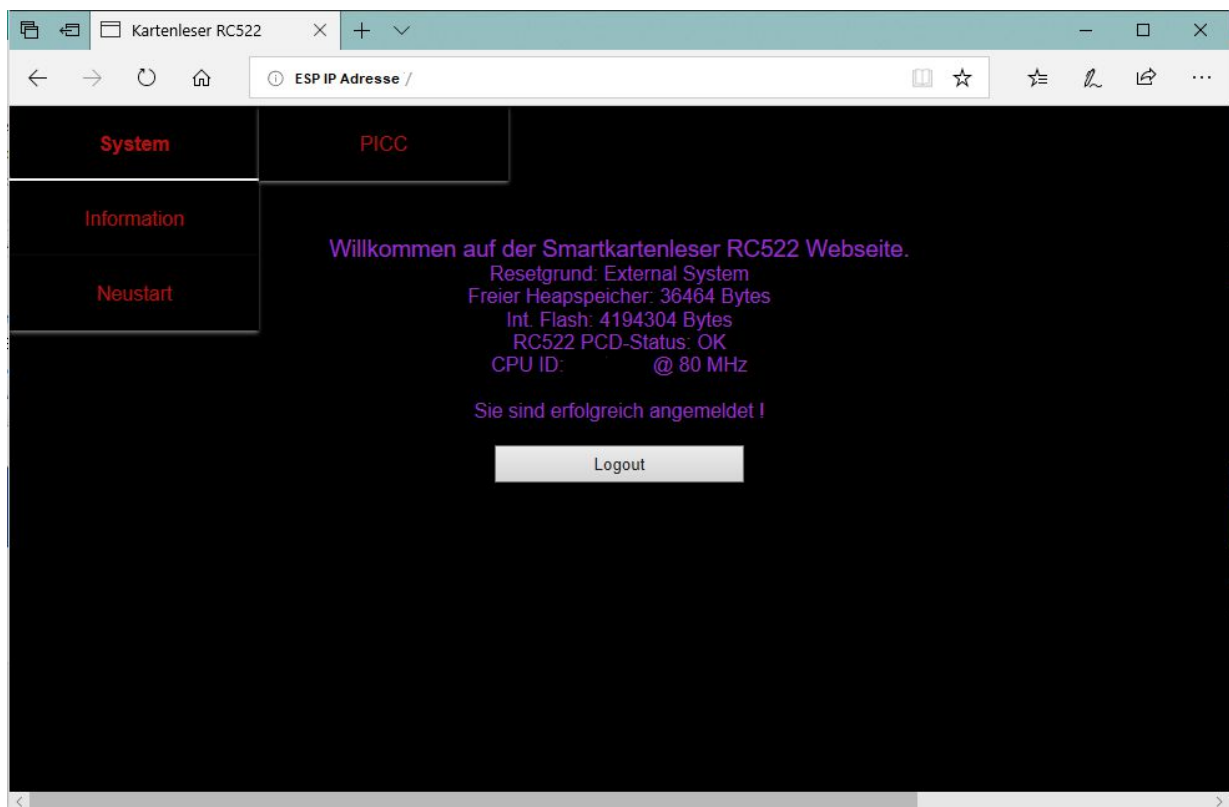 Kartenleser RC522
ESP IP Adresse /
System
PICC
Information
Neustart
Willkommen auf der Smartkartenleser RC522 Webseite.
Resetgrund: External System
Freier Heapspeicher: 36464 Bytes
Int. Flash: 4194304 Bytes
RC522 PCD-Status: OK
CPU ID: @ 80 MHz
Sie sind erfolgreich angemeldet !
Logout